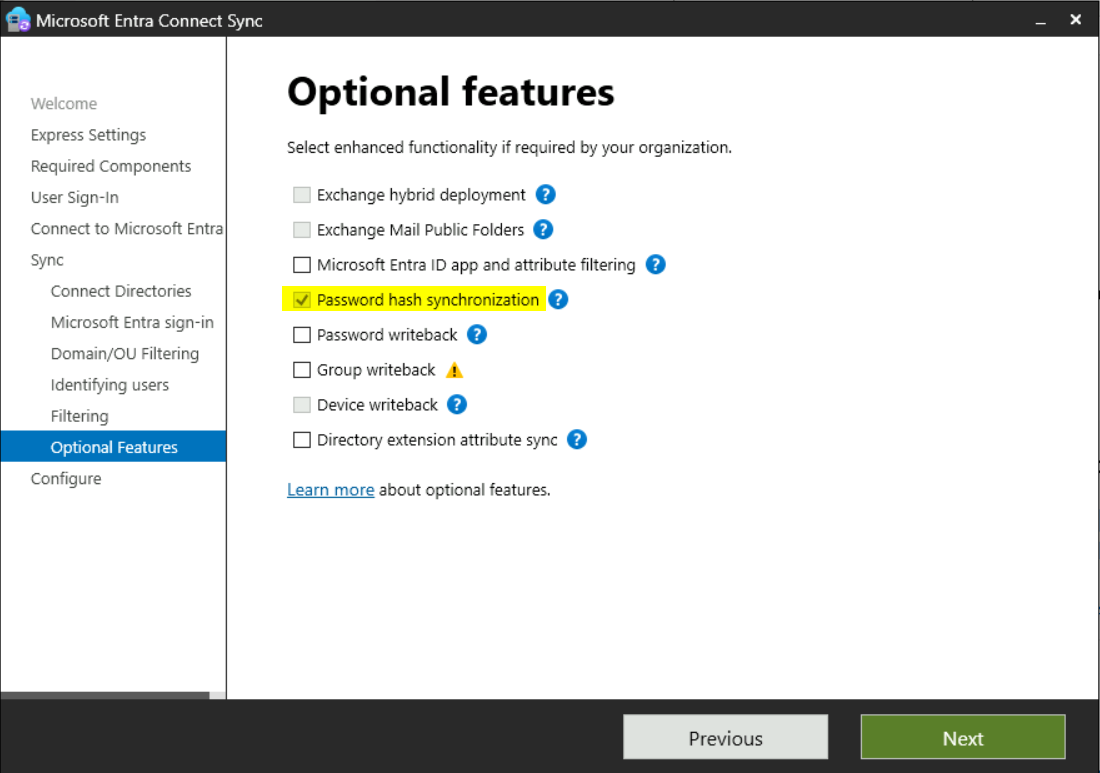 Microsoft Entra Connect Sync
Welcome
Express Settings
Required Components
User Sign-In
Connect to Microsoft Entra
Sync
Connect Directories
Microsoft Entra sign-in
Domain/OU Filtering
Identifying users
Filtering
Optional Features
Configure
Optional features
Select enhanced functionality if required by your organization.
Exchange hybrid deployment ?
Exchange Mail Public Folders ?
Microsoft Entra ID app and attribute filtering ?
Password hash synchronization ?
Password writeback ?
Group writeback
Device writeback ?
Directory extension attribute sync ?
Learn more about optional features.
Previous
Next